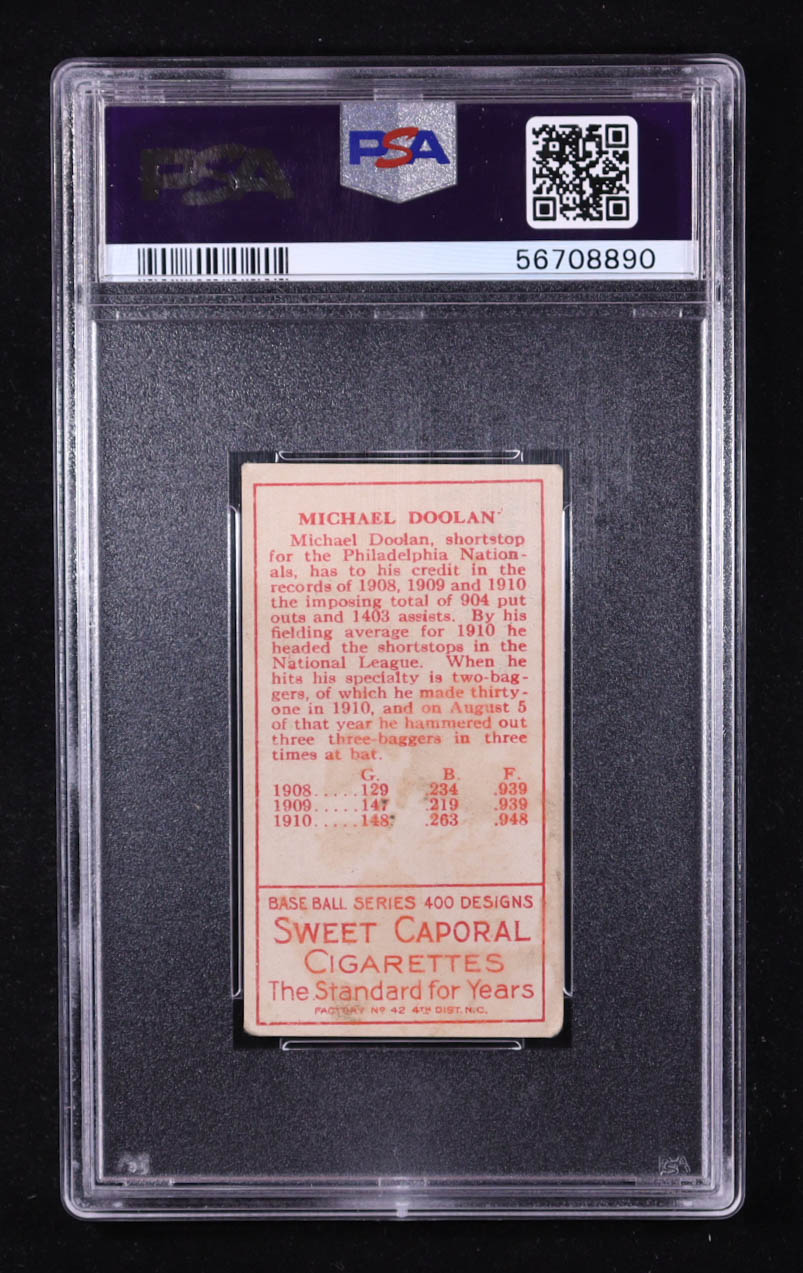 PSA
PSA
56708890
MICHAEL DOOLAN
Michael Doolan, shortstop
for the Philadelphia Nation-
als, has to his credit in the
records of 1908, 1909 and 1910
the imposing total of 904 put
outs and 1403 assists. By his
fielding average for 1910 he
headed the shortstops in the
National League. When he
hits his specialty is two-bag-
gers, of which he made thirty-
one in 1910, and on August 5
of that year he hammered out
three three-baggers in three
times at bat.
G. B. F.
1908.....129 .234 .939
1909.....147 .219 .939
1910.....148 .263 .948
BASE BALL SERIES 400 DESIGNS
SWEET CAPORAL
CIGARETTES
The Standard for Years
FACTORY Nº 42 4TH DIST. N.C.
PSA